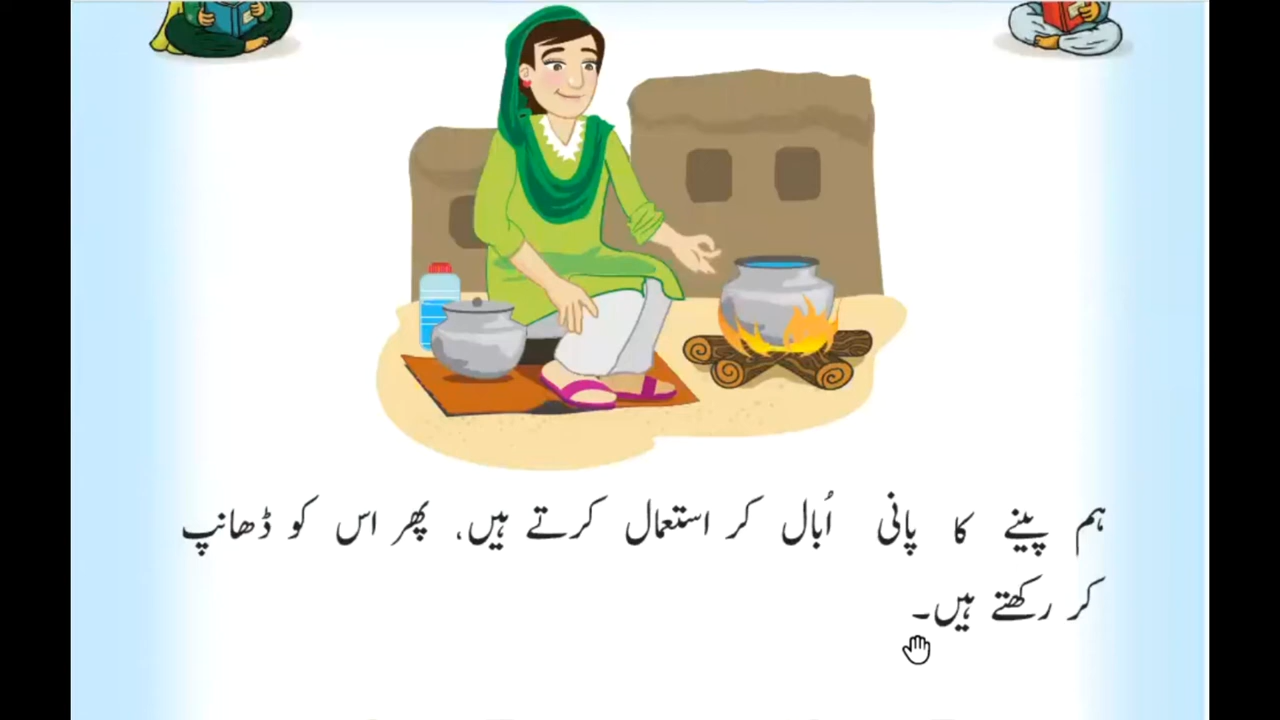 ہم پینے کا پانی اُبال کر استعمال کرتے ہیں، پھر اس کو ڈھانپ
کر رکھتے ہیں۔